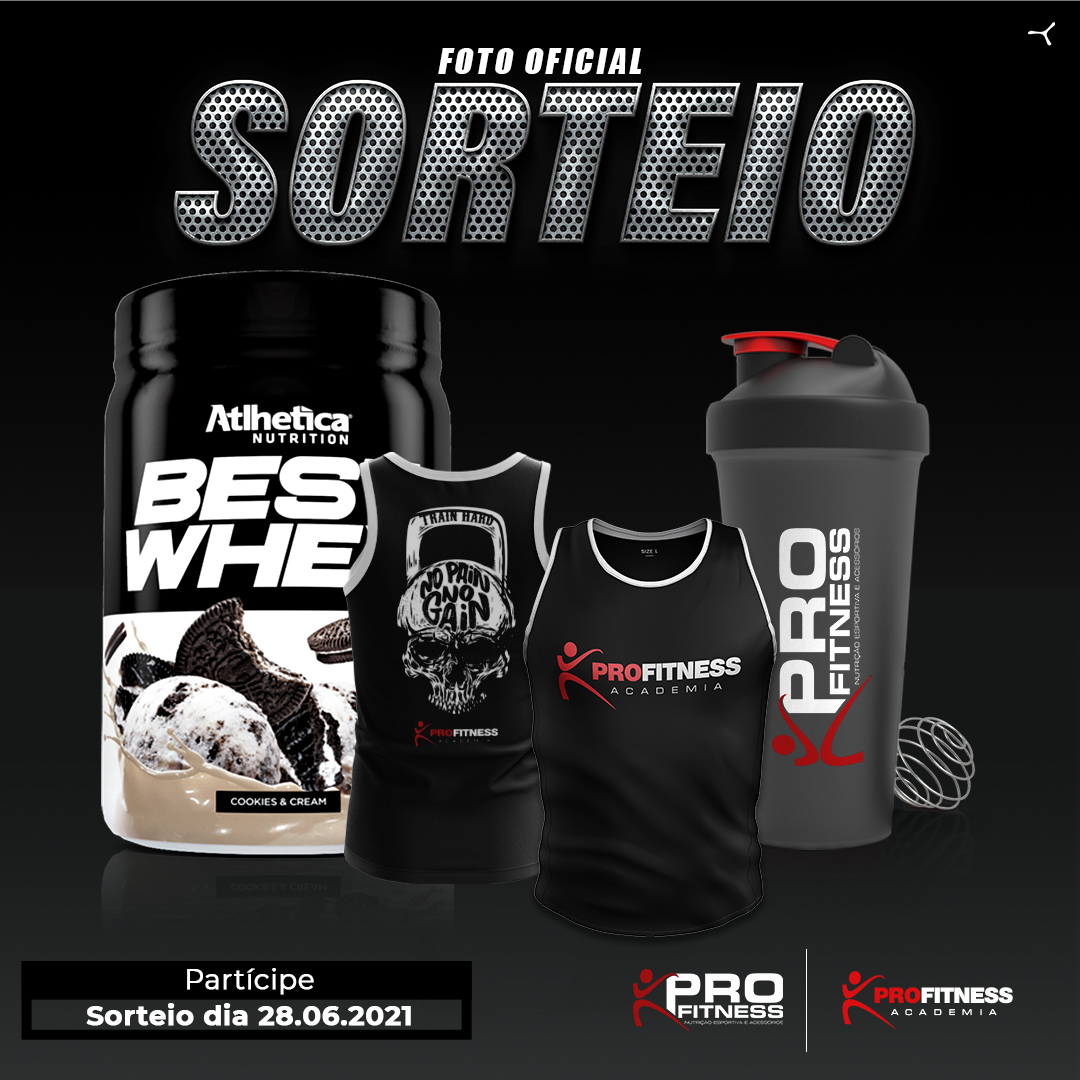 FOTO OFICIAL
SORTEIO
Atlhetica
NUTRITION
BES
WHE
COOKIES & CREAM
TRAIN HARD
NO PAIN
NO
GAIN
PROFITNESS
ACADEMIA
SIZE L
PROFITNESS
ACADEMIA
PRO
FITNESS
NUTRIÇÃO ESPORTIVA E ACESSÓRIOS
Partícipe
Sorteio dia 28.06.2021
PRO
FITNESS
NUTRIÇÃO ESPORTIVA E ACESSÓRIOS
PROFITNESS
ACADEMIA